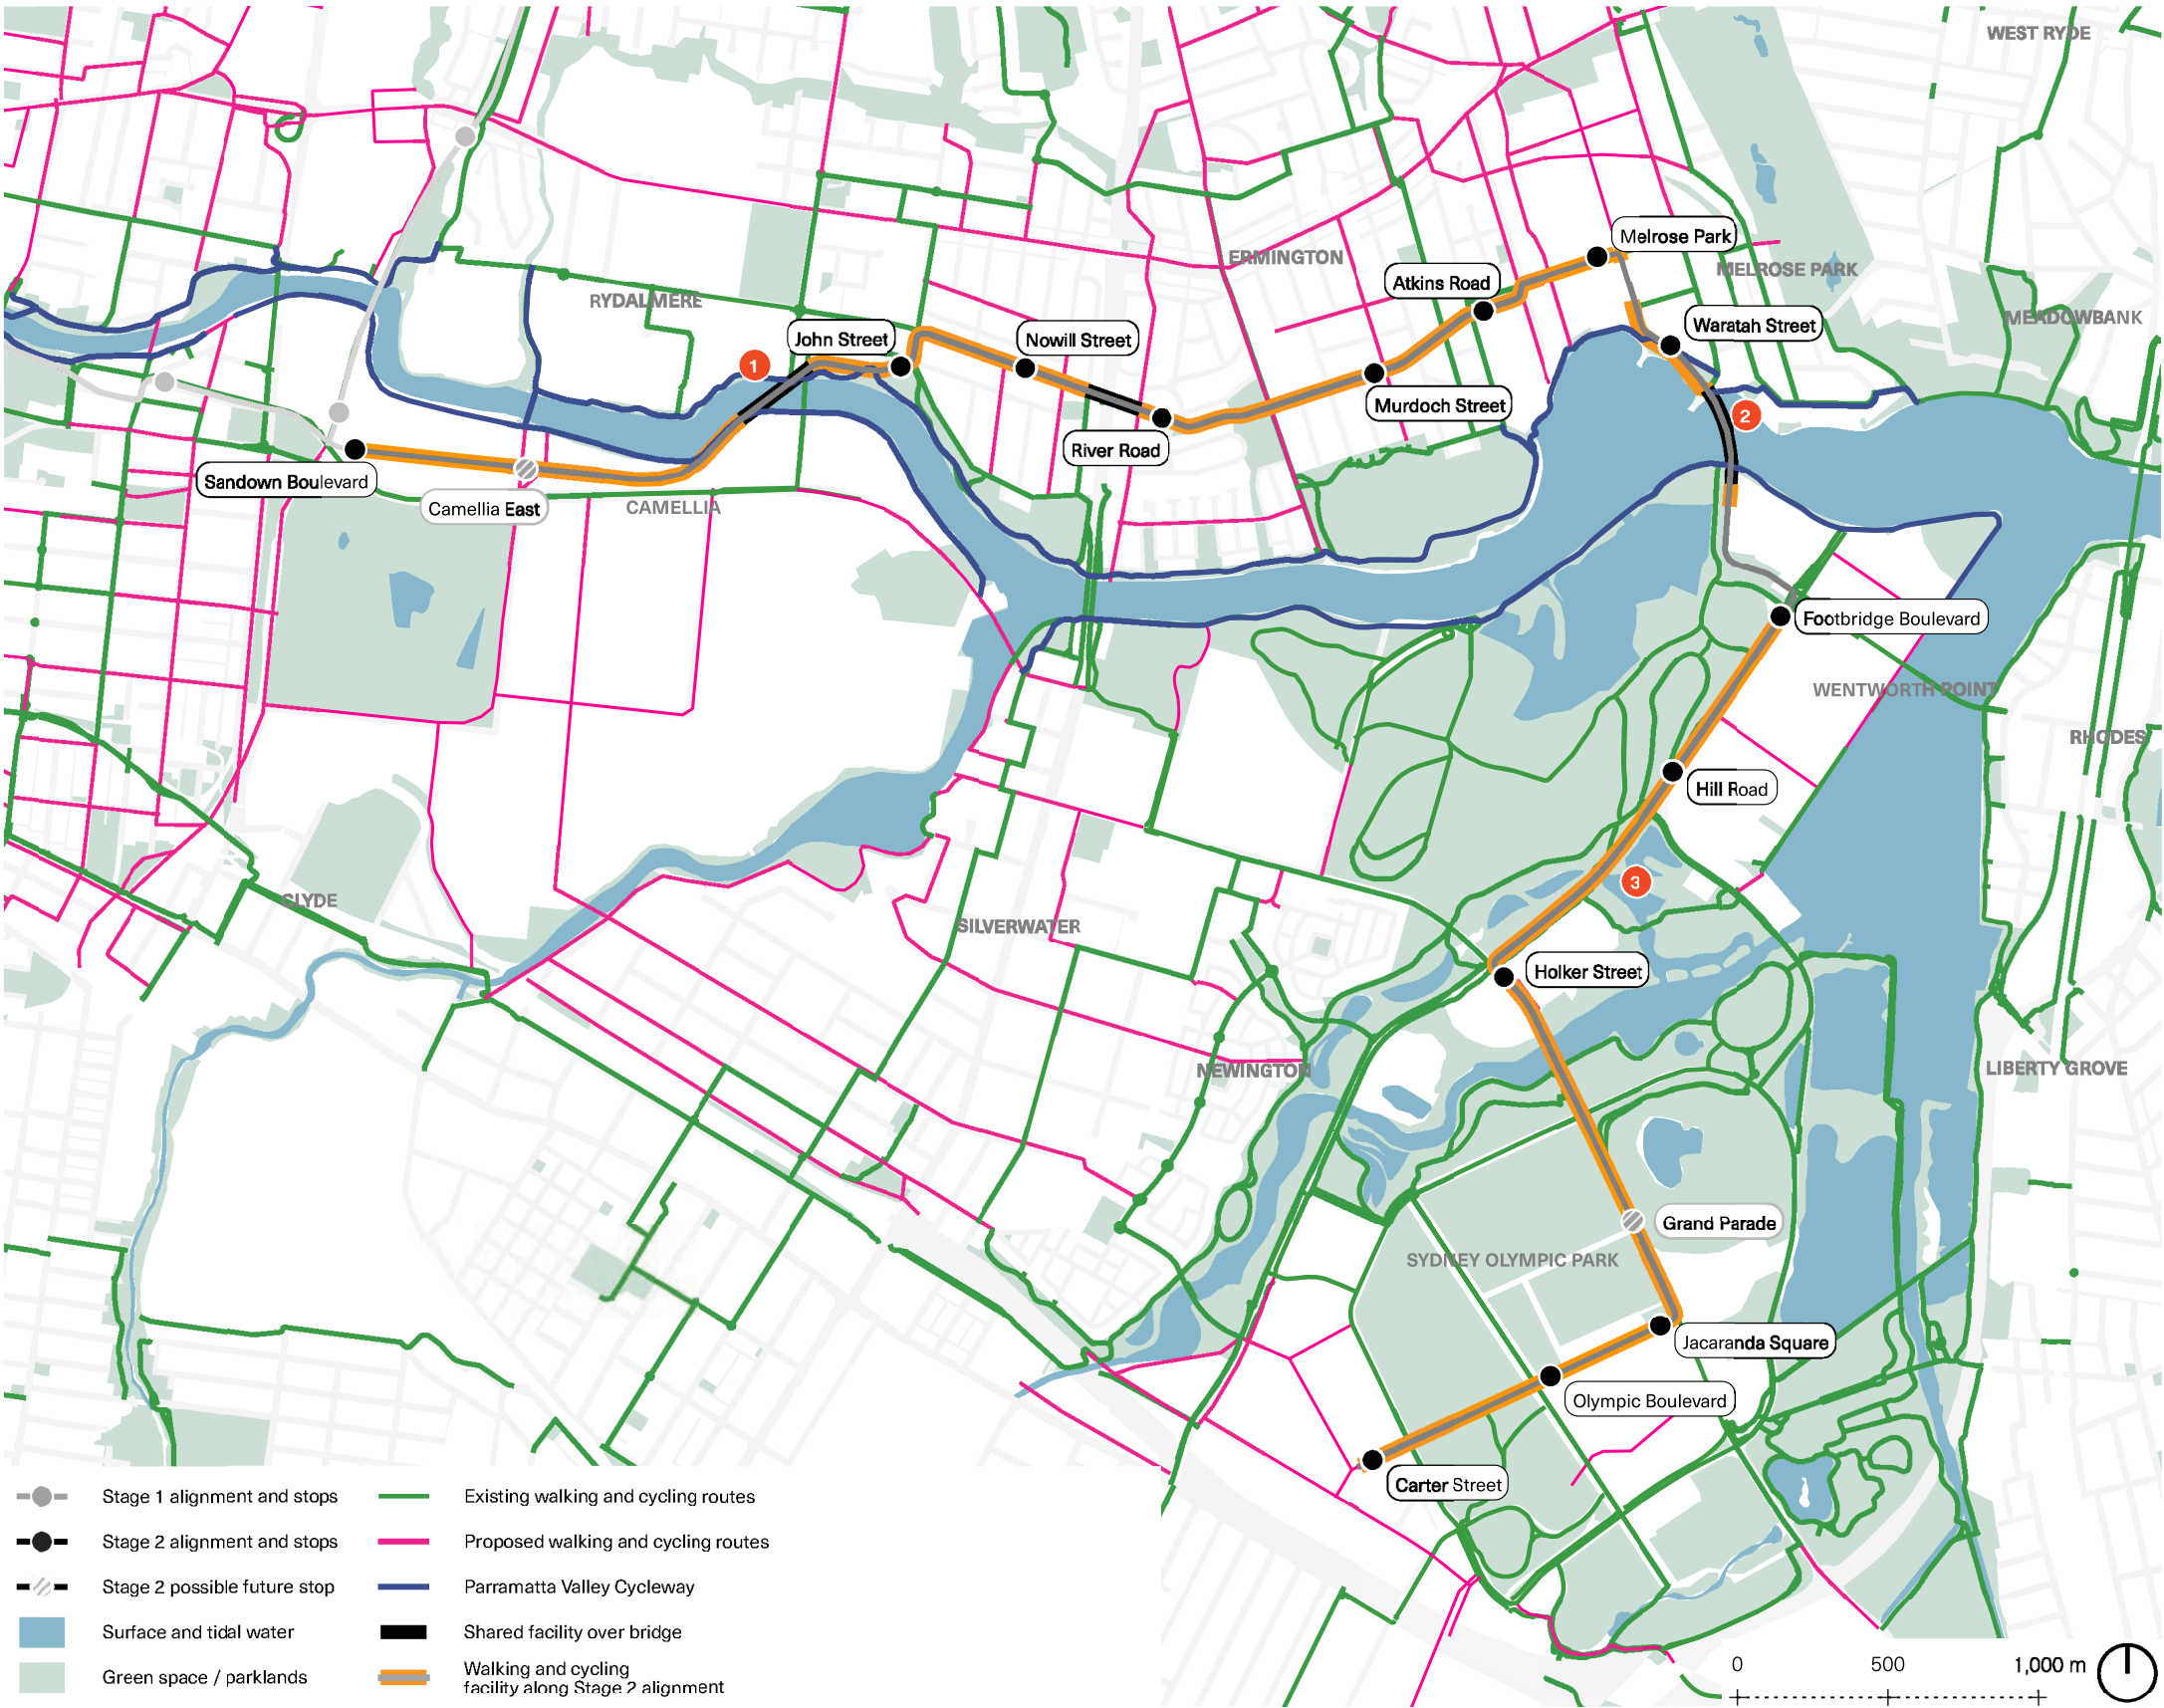 WEST RYDE
Melrose Park
ERMINGTON
MELROSE PARK
Atkins Road
RYDALMERE
MEADOWBANK
Waratah Street
John Street
Nowill Street
1
Murdoch Street
2
River Road
Sandown Boulevard
Camellia East
CAMELLIA
Footbridge Boulevard
WENTWORTH POINT
RHODES
Hill Road
3
CLYDE
SILVERWATER
Holker Street
NEWINGTON
LIBERTY GROVE
Grand Parade
SYDNEY OLYMPIC PARK
Jacaranda Square
Olympic Boulevard
Carter Street
Stage 1 alignment and stops
Stage 2 alignment and stops
Stage 2 possible future stop
Surface and tidal water
Green space / parklands
Existing walking and cycling routes
Proposed walking and cycling routes
Parramatta Valley Cycleway
Shared facility over bridge
Walking and cycling
facility along Stage 2 alignment
0 500 1,000 m